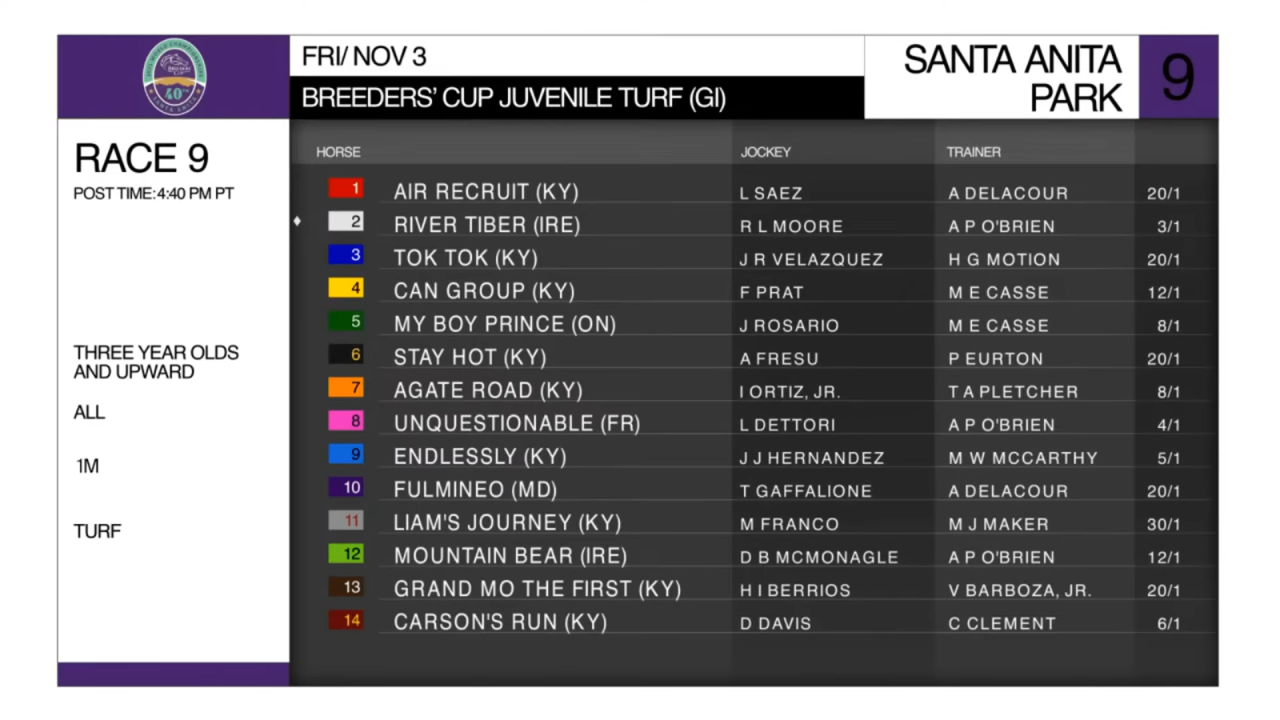 FRI/ NOV 3
BREEDERS' CUP JUVENILE TURF (GI)
SANTA ANITA
PARK
9
40
RACE 9
POST TIME: 4:40 PM PT
THREE YEAR OLDS
AND UPWARD
ALL
1M
TURF
HORSE JOCKEY TRAINER
1 AIR RECRUIT (KY) L SAEZ A DELACOUR 20/1
2 RIVER TIBER (IRE) R L MOORE A P O'BRIEN 3/1
3 TOK TOK (KY) J R VELAZQUEZ H G MOTION 20/1
4 CAN GROUP (KY) F PRAT M E CASSE 12/1
5 MY BOY PRINCE (ON) J ROSARIO M E CASSE 8/1
6 STAY HOT (KY) A FRESU P EURTON 20/1
7 AGATE ROAD (KY) I ORTIZ, JR. T A PLETCHER 8/1
8 UNQUESTIONABLE (FR) L DETTORI A P O'BRIEN 4/1
9 ENDLESSLY (KY) J J HERNANDEZ M W MCCARTHY 5/1
10 FULMINEO (MD) T GAFFALIONE A DELACOUR 20/1
11 LIAM'S JOURNEY (KY) M FRANCO M J MAKER 30/1
12 MOUNTAIN BEAR (IRE) D B MCMONAGLE A P O'BRIEN 12/1
13 GRAND MO THE FIRST (KY) H I BERRIOS V BARBOZA, JR. 20/1
14 CARSON'S RUN (KY) D DAVIS C CLEMENT 6/1